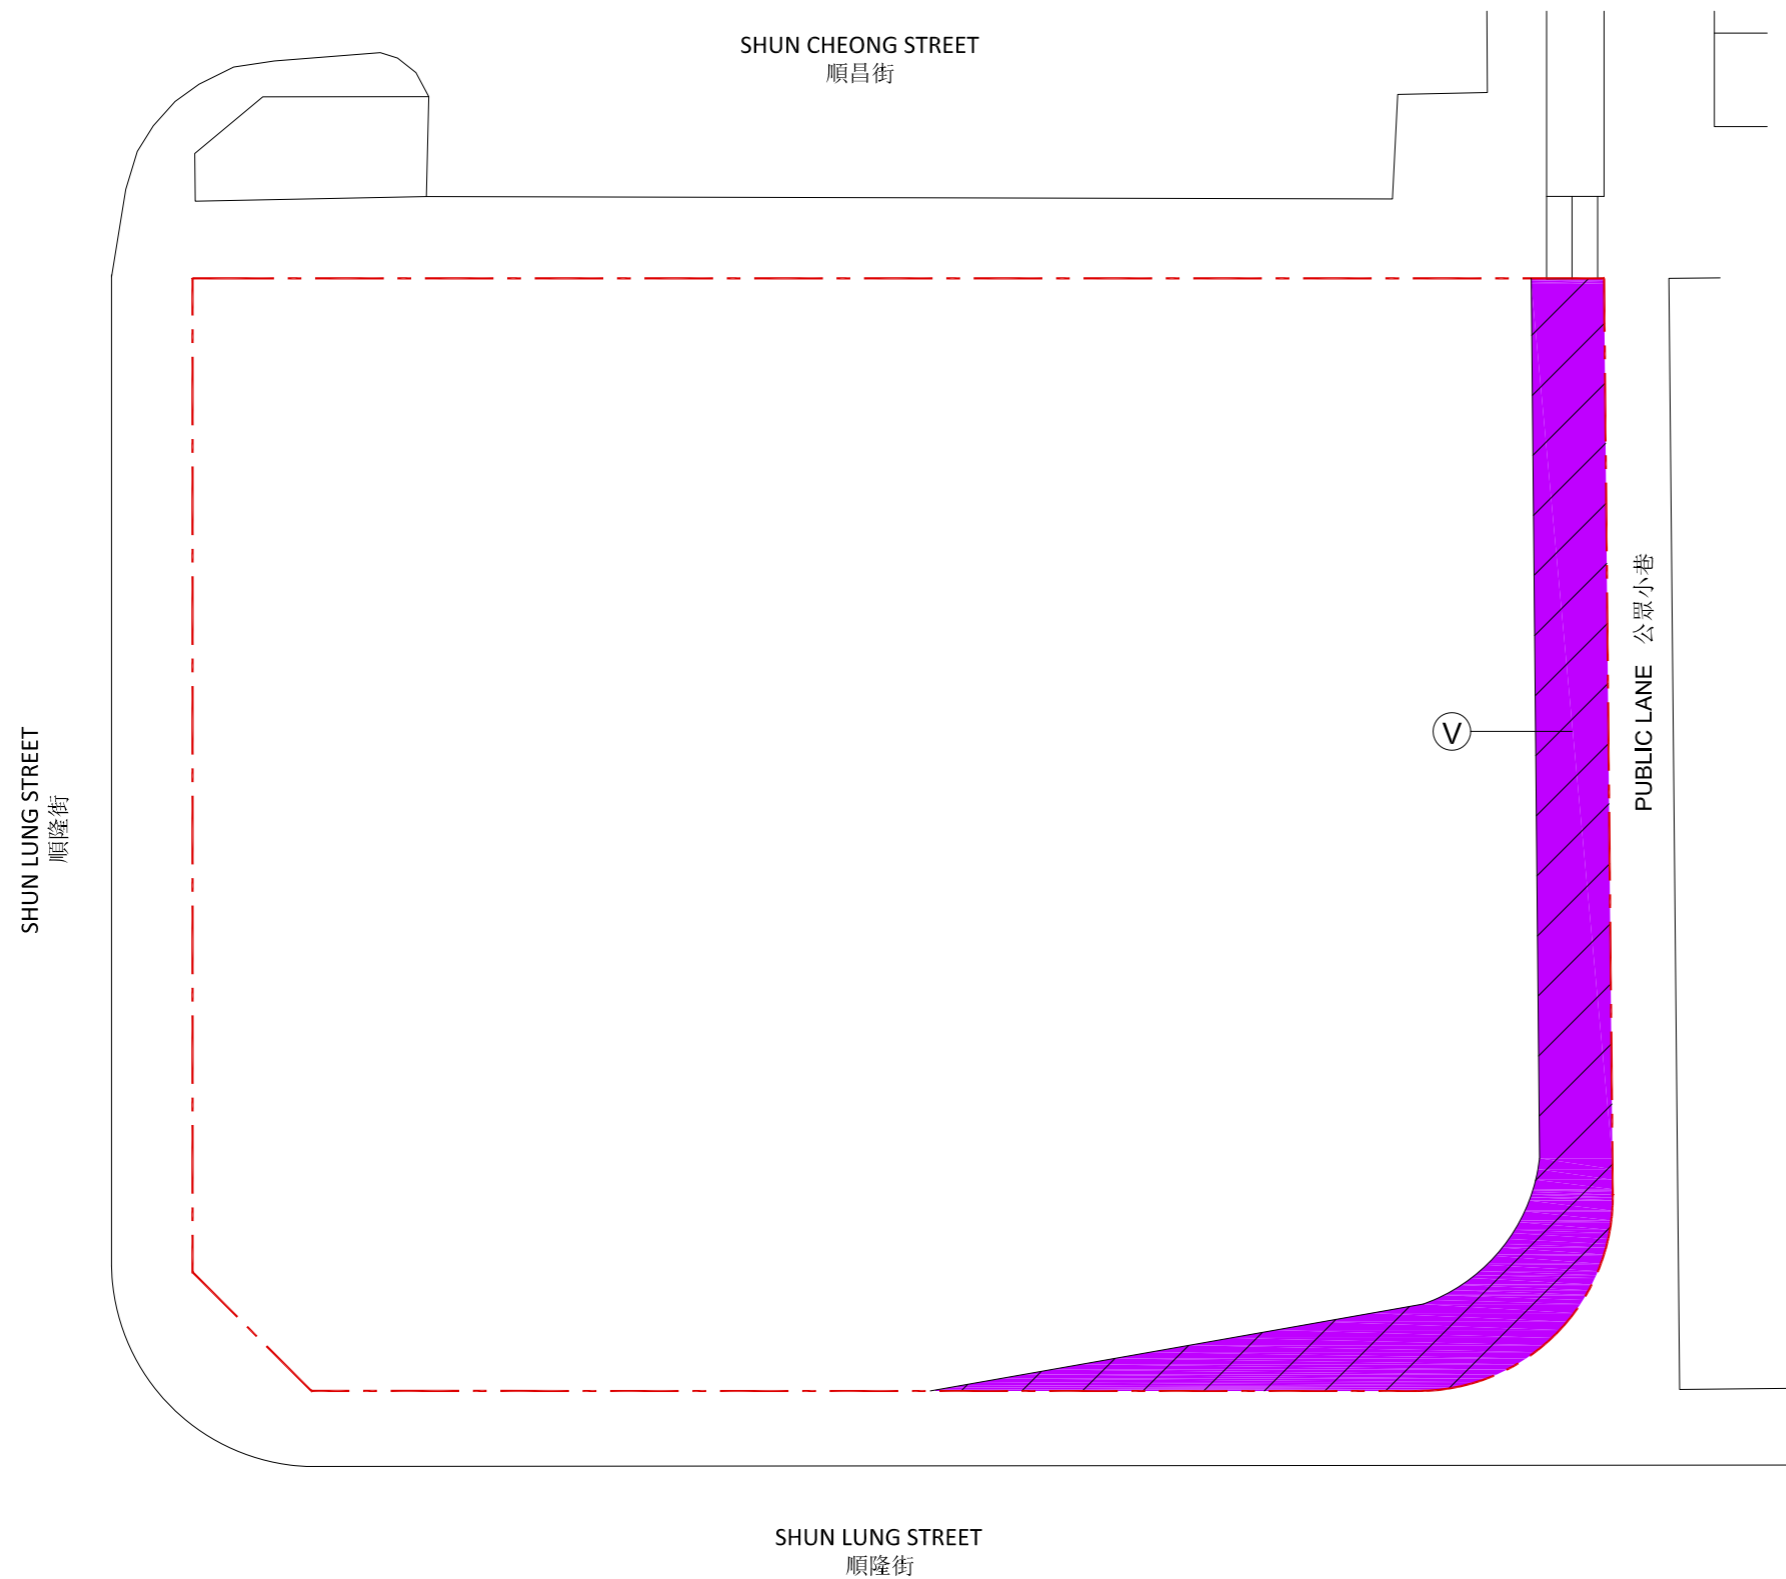 SHUN CHEONG STREET
順昌街
SHUN LUNG STREET
順隆街
V
PUBLIC LANE 公眾小巷
SHUN LUNG STREET
順隆街